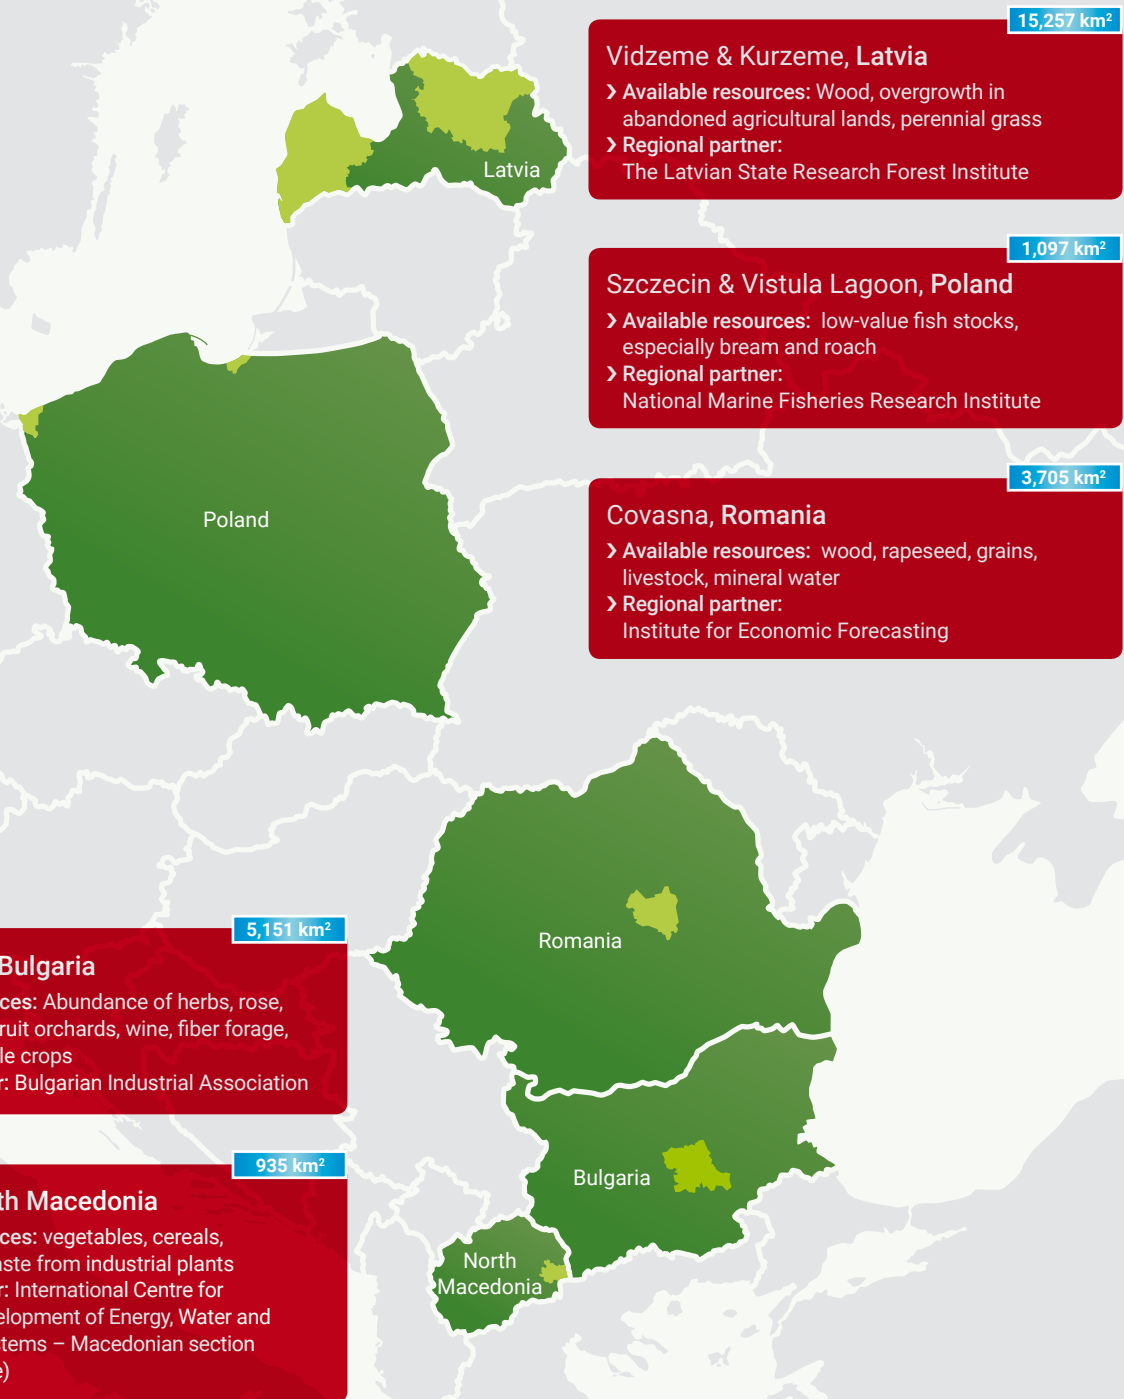 15,257 km²
Vidzeme & Kurzeme, Latvia
❯ Available resources: Wood, overgrowth in
abandoned agricultural lands, perennial grass
❯ Regional partner:
The Latvian State Research Forest Institute
Latvia
1,097 km²
Szczecin & Vistula Lagoon, Poland
❯ Available resources: low-value fish stocks,
especially bream and roach
❯ Regional partner:
National Marine Fisheries Research Institute
Poland
3,705 km²
Covasna, Romania
❯ Available resources: wood, rapeseed, grains,
livestock, mineral water
❯ Regional partner:
Institute for Economic Forecasting
Romania
5,151 km²
Bulgaria
ces: Abundance of herbs, rose,
ruit orchards, wine, fiber forage,
le crops
r: Bulgarian Industrial Association
Bulgaria
935 km²
th Macedonia
ces: vegetables, cereals,
aste from industrial plants
r: International Centre for
elopment of Energy, Water and
stems – Macedonian section
e)
North
Macedonia